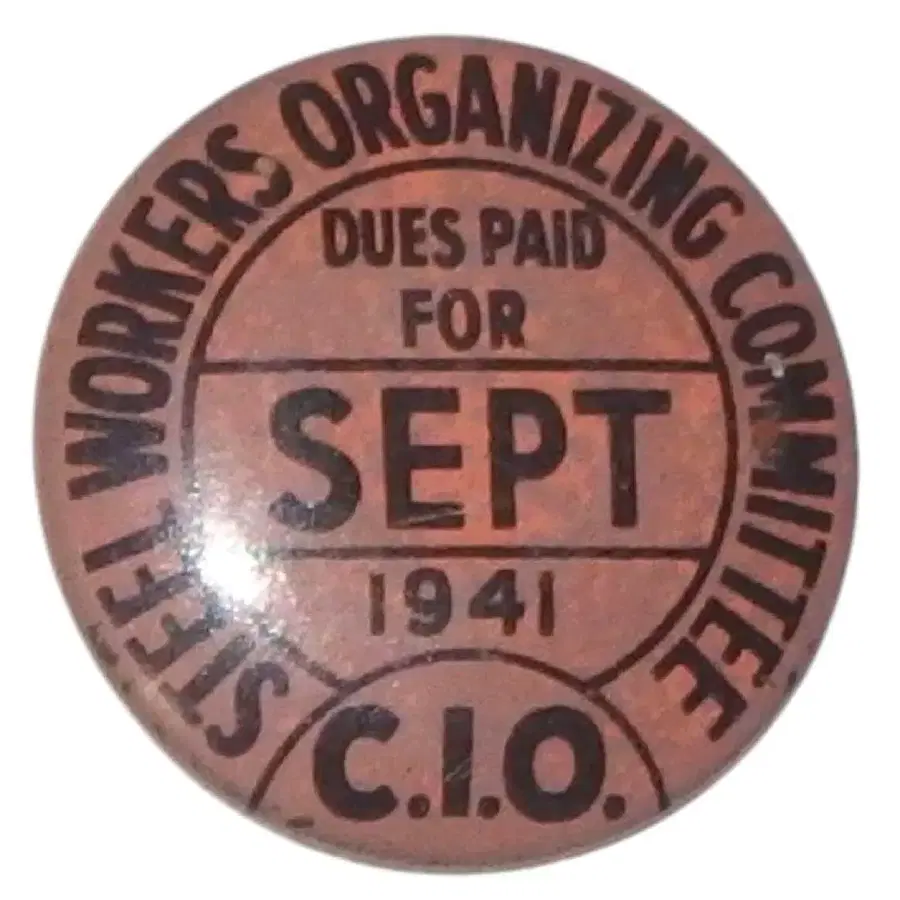 STEEL WORKERS ORGANIZING COMMITTEE
DUES PAID
FOR
SEPT
1941
C.I.O.